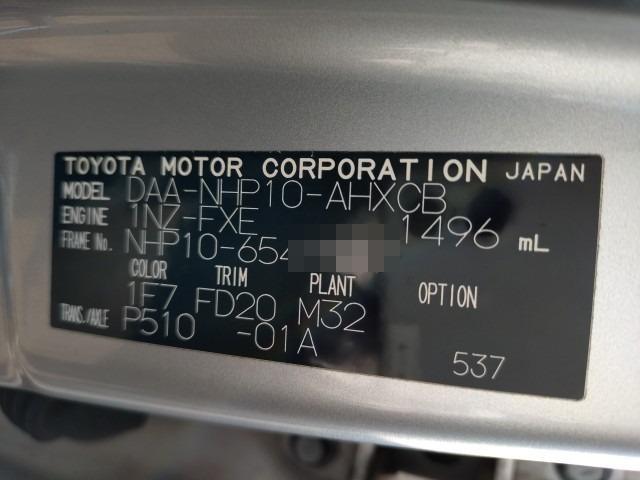 TOYOTA MOTOR CORPORATION JAPAN
MODEL DAA-NHP10-AHXCB
ENGINE 1NZ-FXE 1496 mL
FRAME No. NHP10-654
COLOR TRIM PLANT OPTION
1F7 FD20 M32
TRANS./AXLE P510 -01A
537